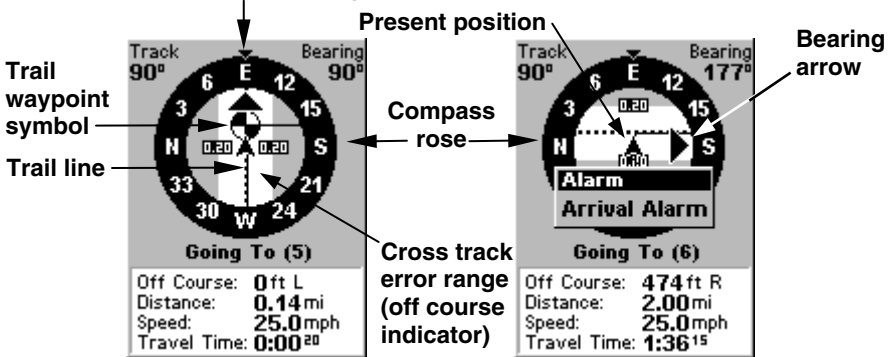 Present position
Bearing
arrow
Trail
waypoint
symbol
Trail line
Compass
rose
Cross track
error range
(off course
indicator)
Track
90°
Bearing
90°
E
12
15
S
21
24
W
30
33
N
3
6
0.20
0.20
Going To (5)
Off Course: 0 ft L
Distance: 0.14 mi
Speed: 25.0 mph
Travel Time: 0:00 20
Track
90°
Bearing
177°
E
12
15
S
N
3
6
0.20
Alarm
Arrival Alarm
Going To (6)
Off Course: 474 ft R
Distance: 2.00 mi
Speed: 25.0 mph
Travel Time: 1:36 15